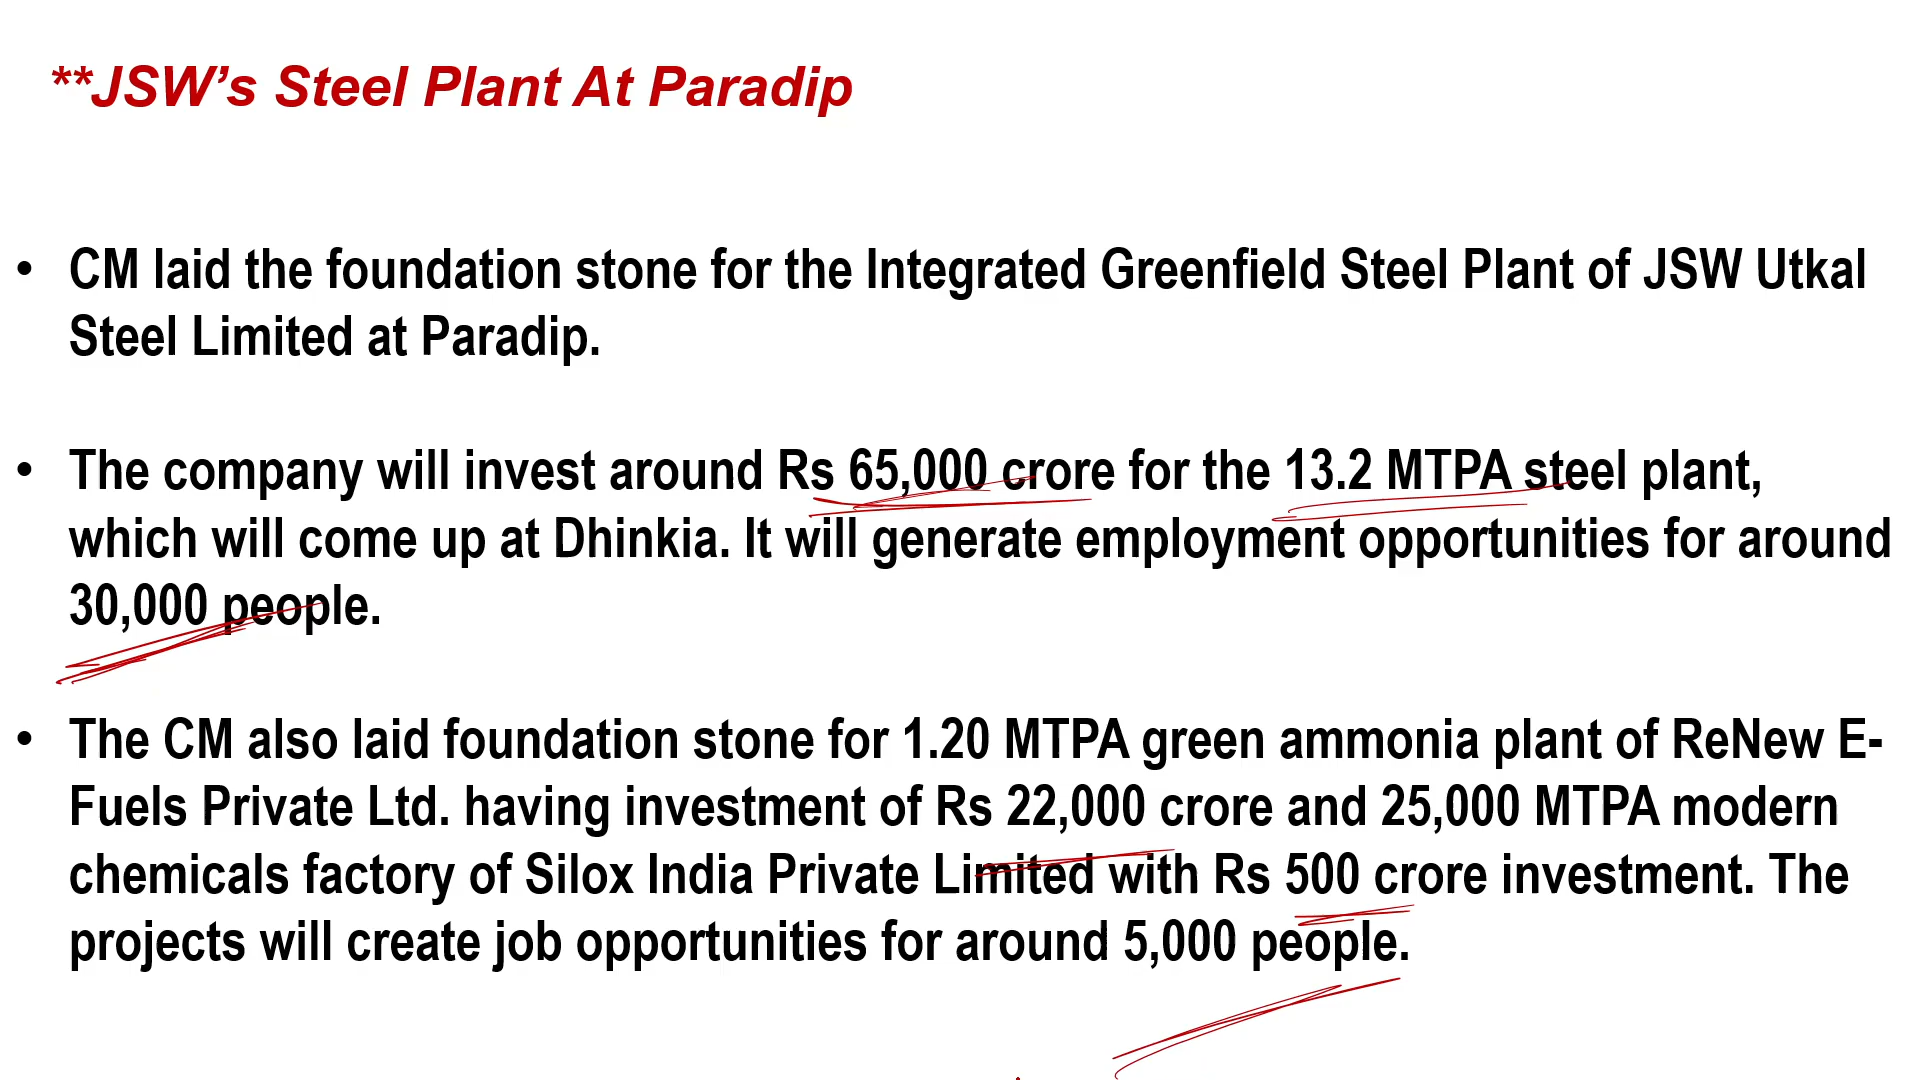 **JSW’s Steel Plant At Paradip
• CM laid the foundation stone for the Integrated Greenfield Steel Plant of JSW Utkal
Steel Limited at Paradip.
• The company will invest around Rs 65,000 crore for the 13.2 MTPA steel plant,
which will come up at Dhinkia. It will generate employment opportunities for around
30,000 people.
• The CM also laid foundation stone for 1.20 MTPA green ammonia plant of ReNew E-
Fuels Private Ltd. having investment of Rs 22,000 crore and 25,000 MTPA modern
chemicals factory of Silox India Private Limited with Rs 500 crore investment. The
projects will create job opportunities for around 5,000 people.